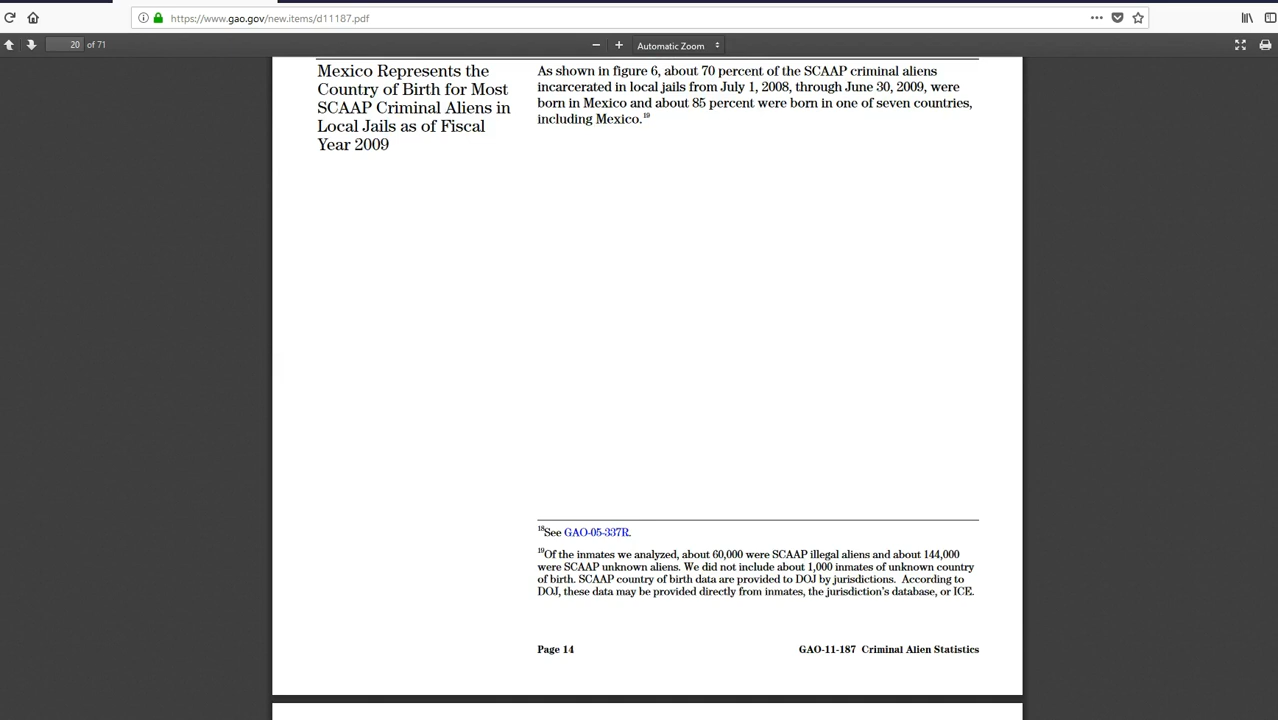 https://www.gao.gov/new.items/d11187.pdf
20 of 71
Automatic Zoom
Mexico Represents the
Country of Birth for Most
SCAAP Criminal Aliens in
Local Jails as of Fiscal
Year 2009
As shown in figure 6, about 70 percent of the SCAAP criminal aliens
incarcerated in local jails from July 1, 2008, through June 30, 2009, were
born in Mexico and about 85 percent were born in one of seven countries,
including Mexico.19
18See GAO-05-337R.
19Of the inmates we analyzed, about 60,000 were SCAAP illegal aliens and about 144,000
were SCAAP unknown aliens. We did not include about 1,000 inmates of unknown country
of birth. SCAAP country of birth data are provided to DOJ by jurisdictions. According to
DOJ, these data may be provided directly from inmates, the jurisdiction's database, or ICE.
Page 14
GAO-11-187 Criminal Alien Statistics